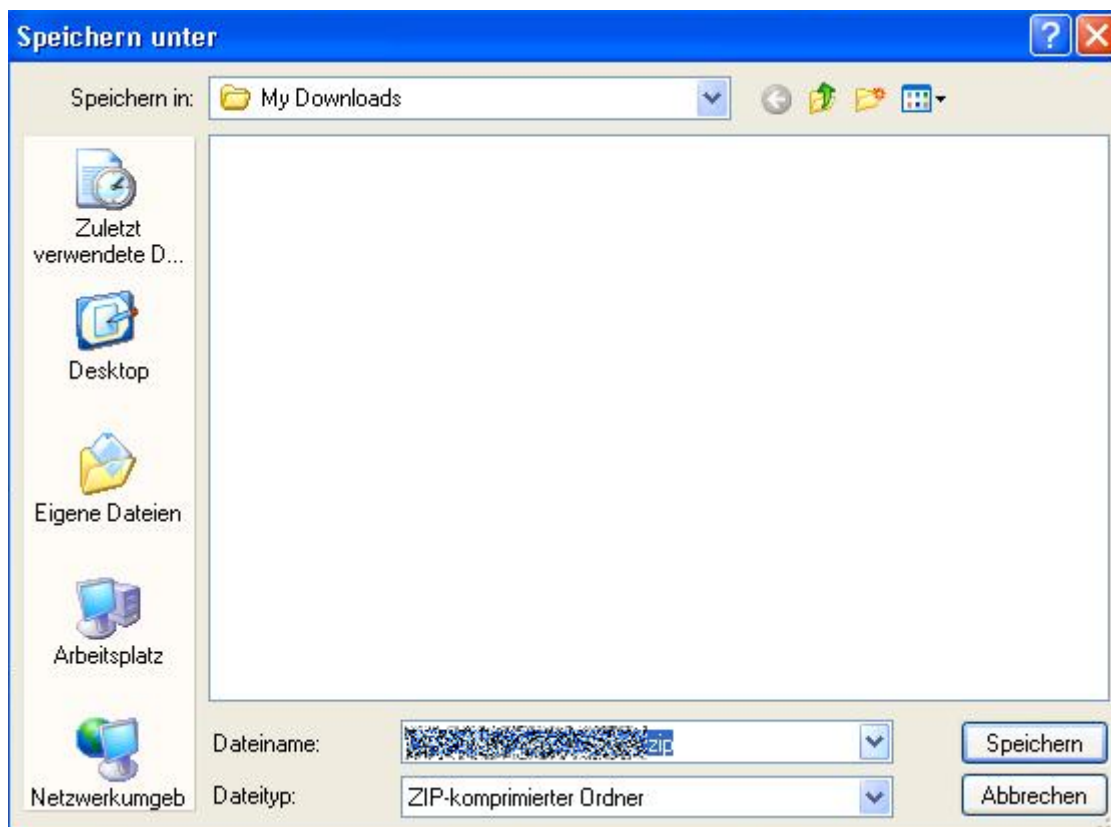 Speichern unter
Speichern in: My Downloads
Zuletzt
verwendete D...
Desktop
Eigene Dateien
Arbeitsplatz
Netzwerkumgeb
Dateiname: zip
Speichern
Dateityp: ZIP-komprimierter Ordner
Abbrechen